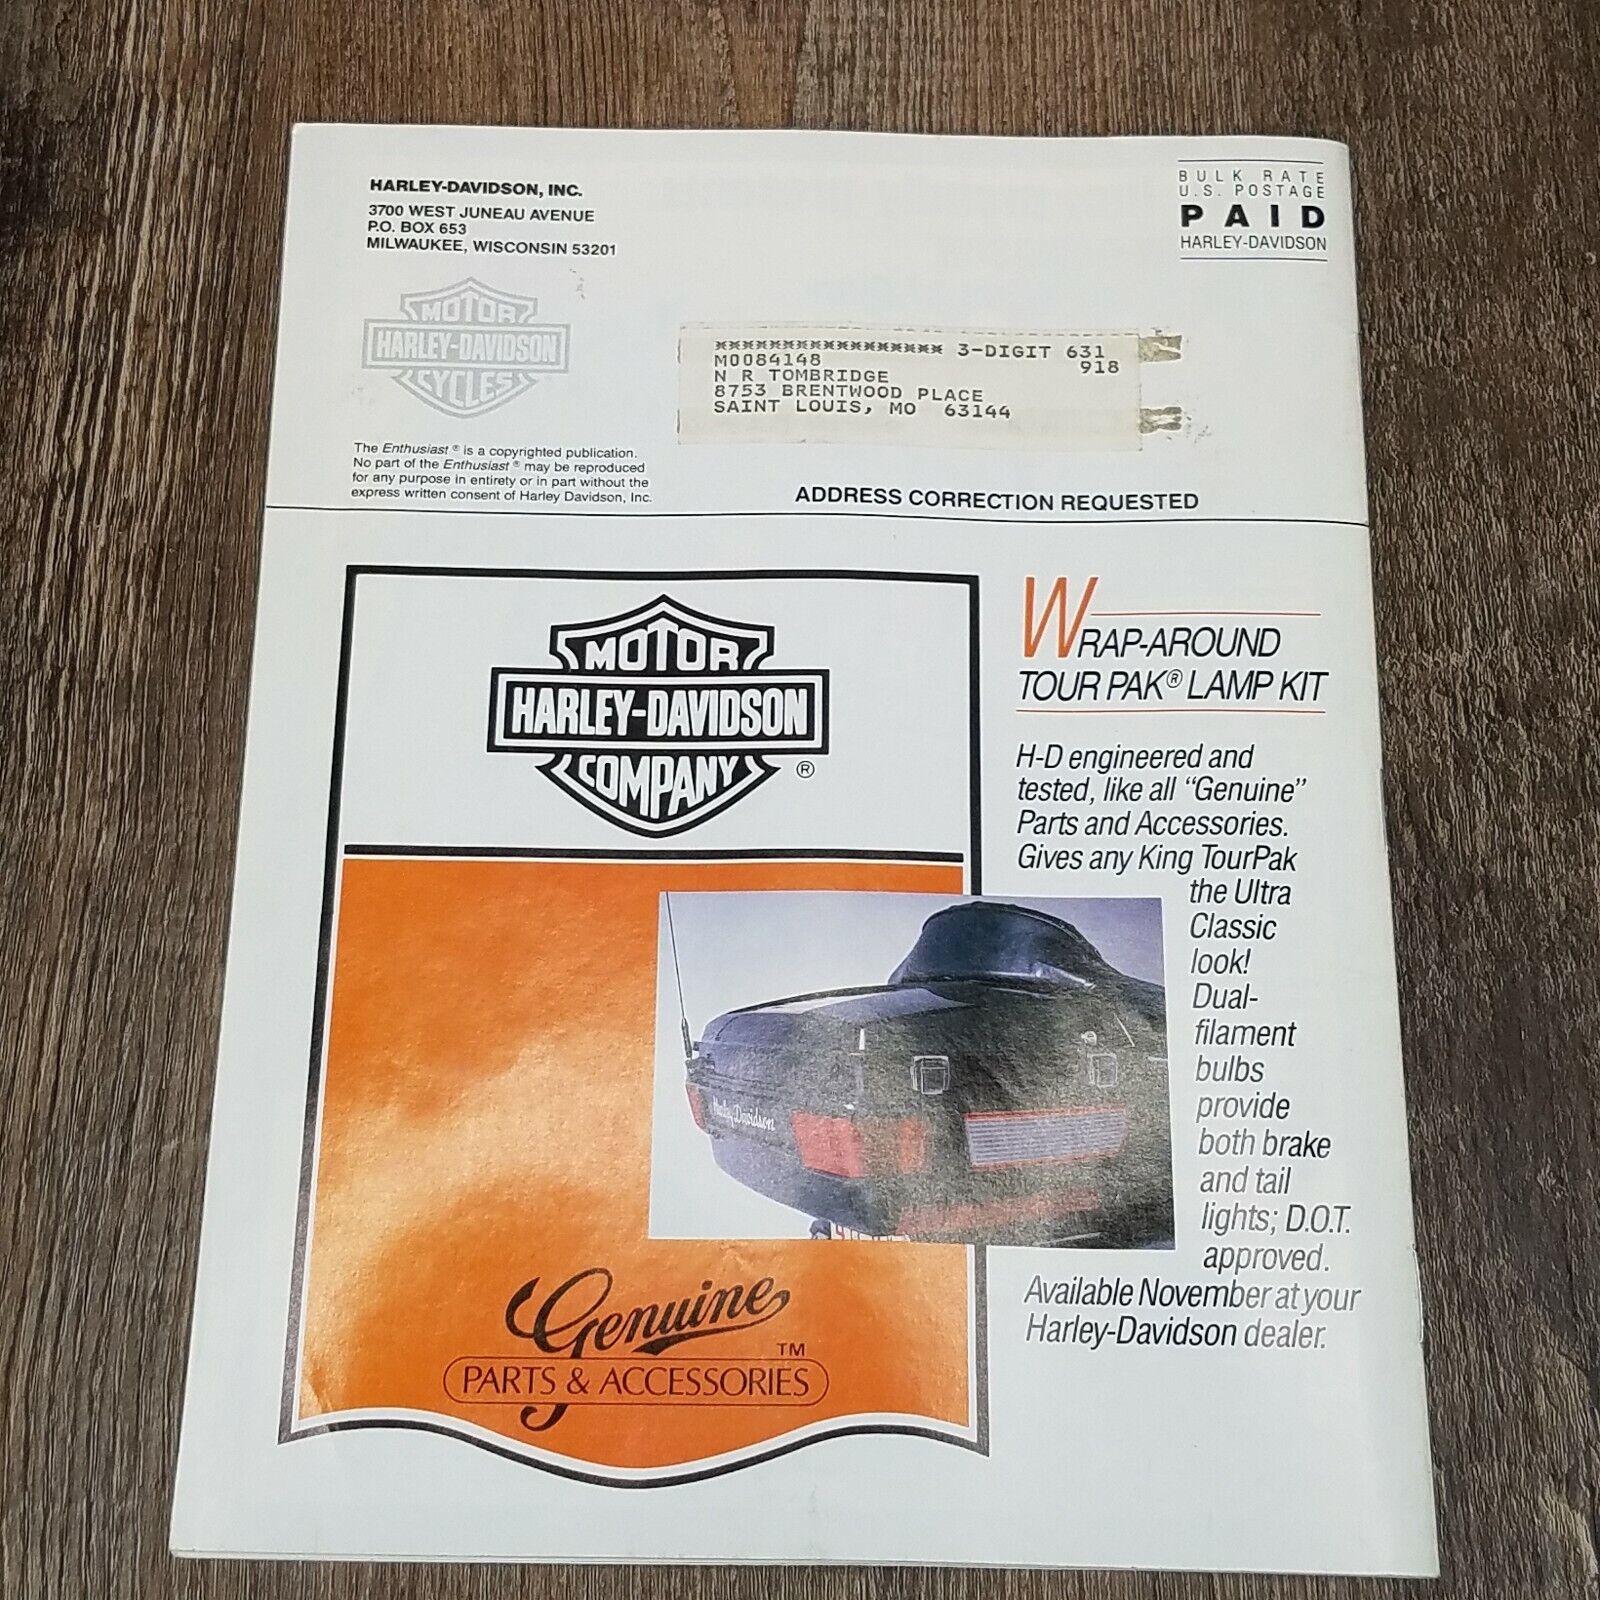 HARLEY-DAVIDSON, INC.
3700 WEST JUNEAU AVENUE
P.O. BOX 653
MILWAUKEE, WISCONSIN 53201
BULK RATE
U.S. POSTAGE
PAID
HARLEY-DAVIDSON
MOTOR
HARLEY-DAVIDSON
CYCLES
***************** 3-DIGIT 631
M0084148 918
N R TOMBRIDGE
8753 BRENTWOOD PLACE
SAINT LOUIS, MO 63144
The Enthusiast ® is a copyrighted publication.
No part of the Enthusiast ® may be reproduced
for any purpose in entirety or in part without the
express written consent of Harley Davidson, Inc.
ADDRESS CORRECTION REQUESTED
MOTOR
HARLEY-DAVIDSON
COMPANY ®
WRAP-AROUND
TOUR PAK® LAMP KIT
H-D engineered and
tested, like all "Genuine"
Parts and Accessories.
Gives any King TourPak
the Ultra
Classic
look!
Dual-
filament
bulbs
provide
both brake
and tail
lights; D.O.T.
approved.
Available November at your
Harley-Davidson dealer.
Harley-Davidson
Genuine
TM
PARTS & ACCESSORIES